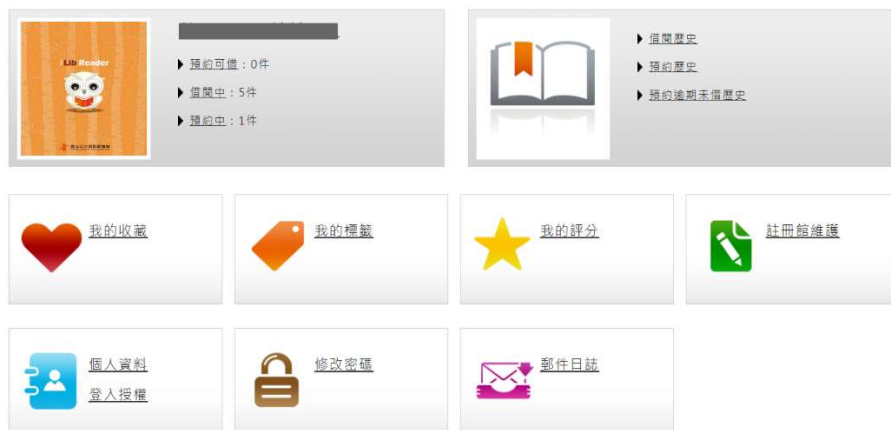 Lib Reader
預約可借：0件
借閱中：5件
預約中：1件
借閱歷史
預約歷史
預約逾期未借歷史
我的收藏
我的標籤
我的評分
註冊館維護
個人資料
登入授權
修改密碼
郵件日誌